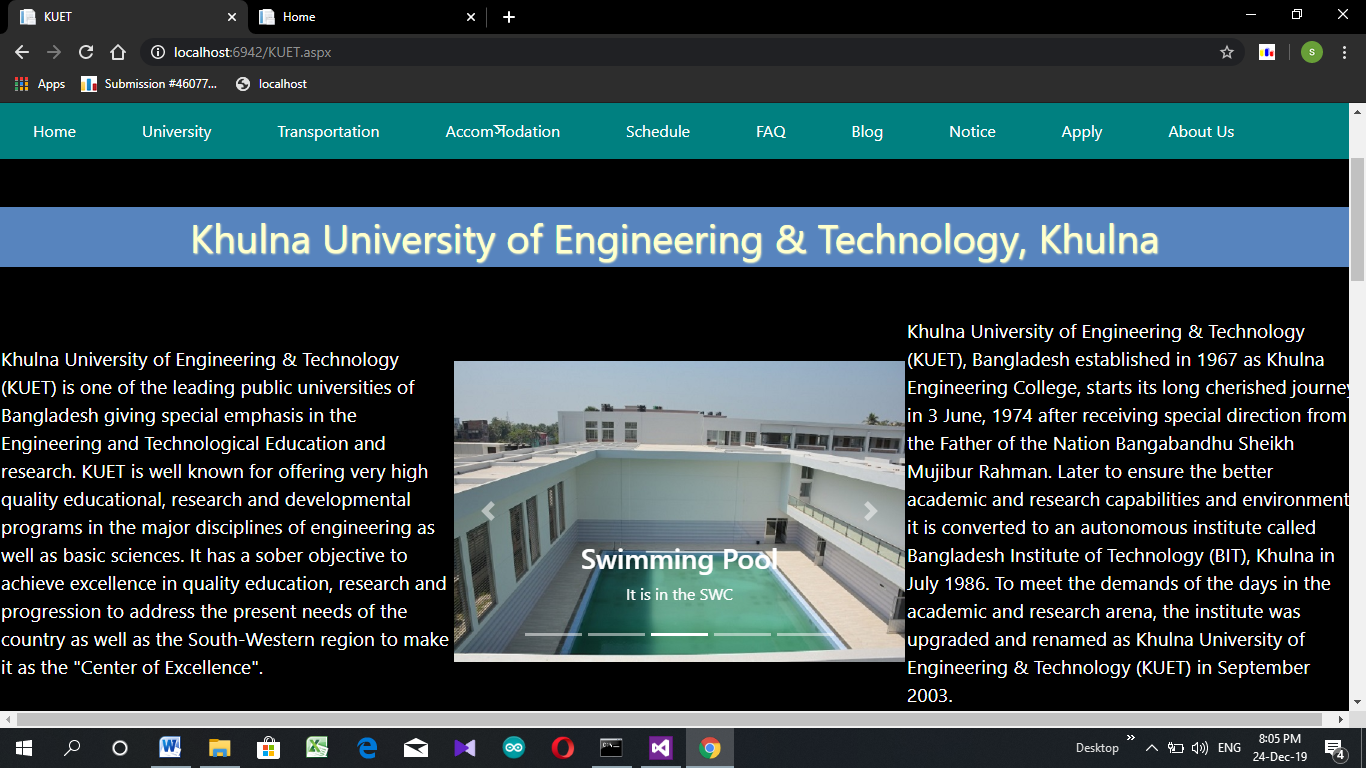 KUET
Home
localhost:6942/KUET.aspx
s
Apps
Submission #46077...
localhost
Home University Transportation Accomিসodation Schedule FAQ Blog Notice Apply About Us
Khulna University of Engineering & Technology, Khulna
Khulna University of Engineering & Technology
(KUET) is one of the leading public universities of
Bangladesh giving special emphasis in the
Engineering and Technological Education and
research. KUET is well known for offering very high
quality educational, research and developmental
programs in the major disciplines of engineering as
well as basic sciences. It has a sober objective to
achieve excellence in quality education, research and
progression to address the present needs of the
country as well as the South-Western region to make
it as the "Center of Excellence".
Swimming Pool
It is in the SWC
Khulna University of Engineering & Technology
(KUET), Bangladesh established in 1967 as Khulna
Engineering College, starts its long cherished journey
in 3 June, 1974 after receiving special direction from
the Father of the Nation Bangabandhu Sheikh
Mujibur Rahman. Later to ensure the better
academic and research capabilities and environment
it is converted to an autonomous institute called
Bangladesh Institute of Technology (BIT), Khulna in
July 1986. To meet the demands of the days in the
academic and research arena, the institute was
upgraded and renamed as Khulna University of
Engineering & Technology (KUET) in September
2003.
Desktop
ENG
8:05 PM
24-Dec-19
4